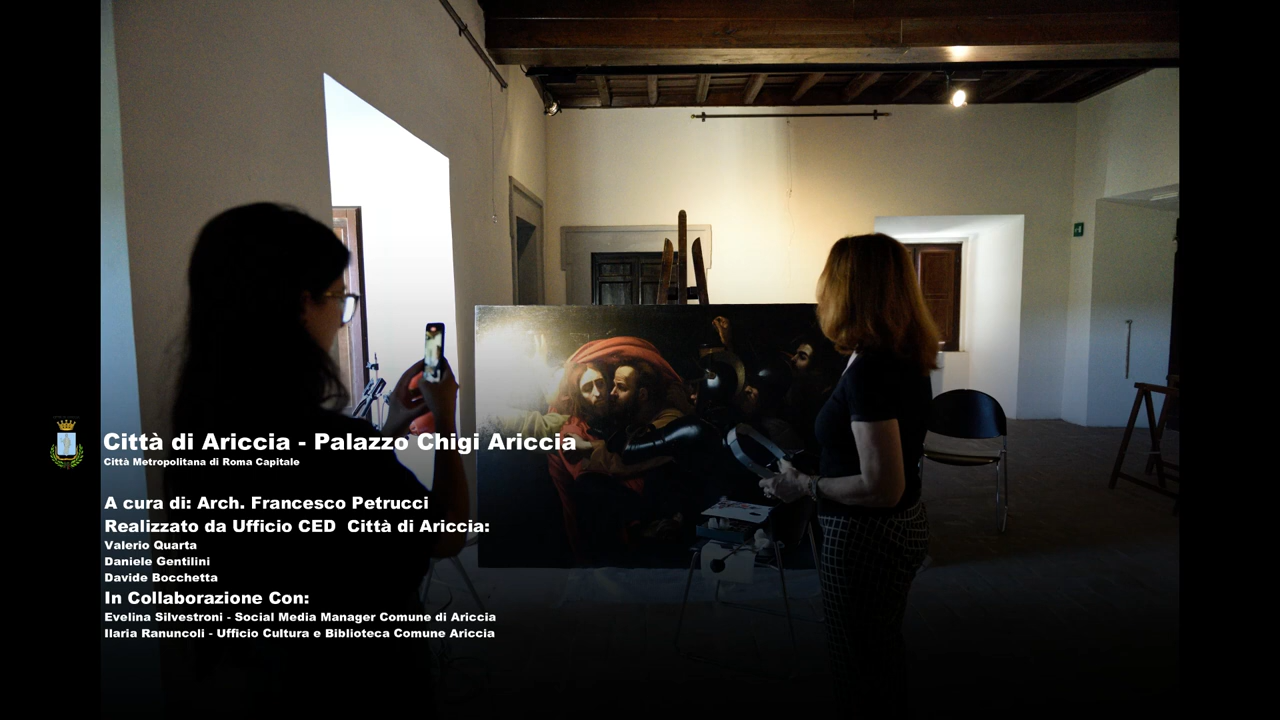 Città di Ariccia - Palazzo Chigi Ariccia
Città Metropolitana di Roma Capitale
A cura di: Arch. Francesco Petrucci
Realizzato da Ufficio CED Città di Ariccia:
Valerio Quarta
Daniele Gentilini
Davide Bocchetta
In Collaborazione Con:
Evelina Silvestroni - Social Media Manager Comune di Ariccia
Ilaria Ranuncoli - Ufficio Cultura e Biblioteca Comune Ariccia